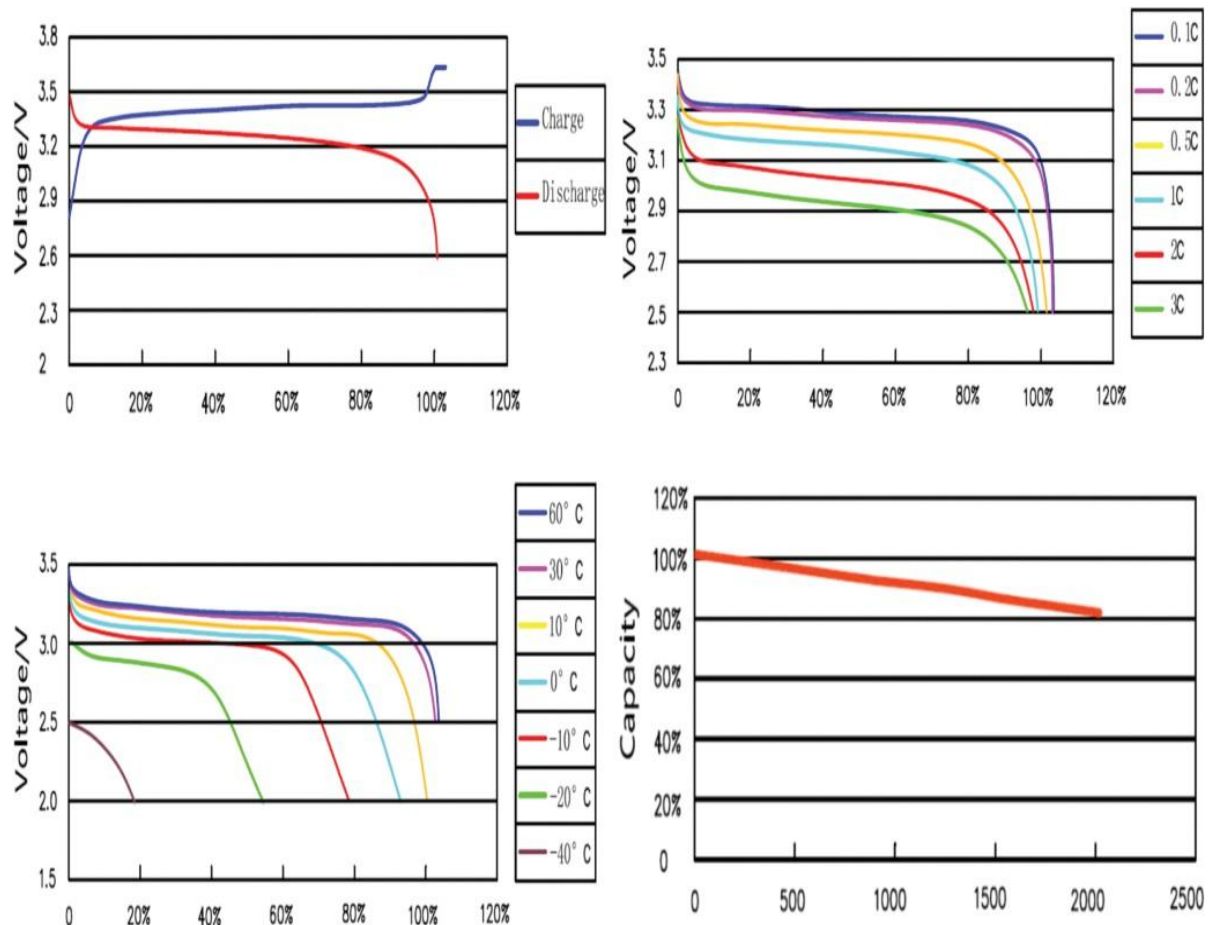 3.8
3.5
3.2
2.9
2.6
2.3
2
Voltage/V
0 20% 40% 60% 80% 100% 120%
Charge
Discharge
3.5
3.3
3.1
2.9
2.7
2.5
2.3
Voltage/V
0 20% 40% 60% 80% 100% 120%
0.1C
0.2C
0.5C
1C
2C
3C
3.5
3.0
2.5
2.0
1.5
Voltage/V
0 20% 40% 60% 80% 100% 120%
60° C
30° C
10° C
0° C
-10° C
-20° C
-40° C
120%
100%
80%
60%
40%
20%
0
Capacity
0 500 1000 1500 2000 2500